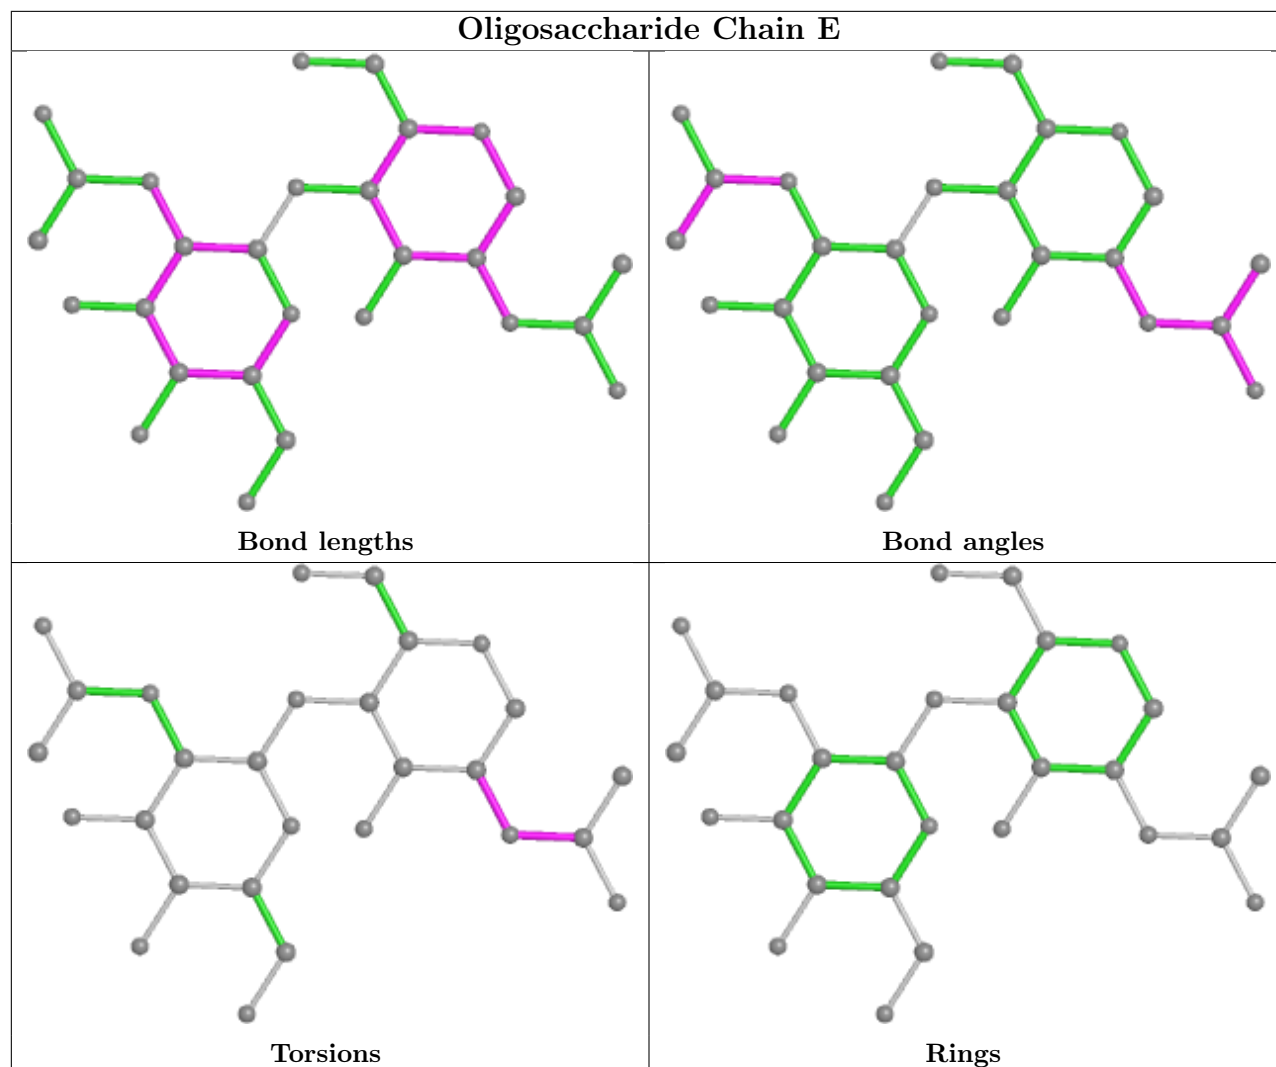 Oligosaccharide Chain E
Bond lengths
Bond angles
Torsions
Rings